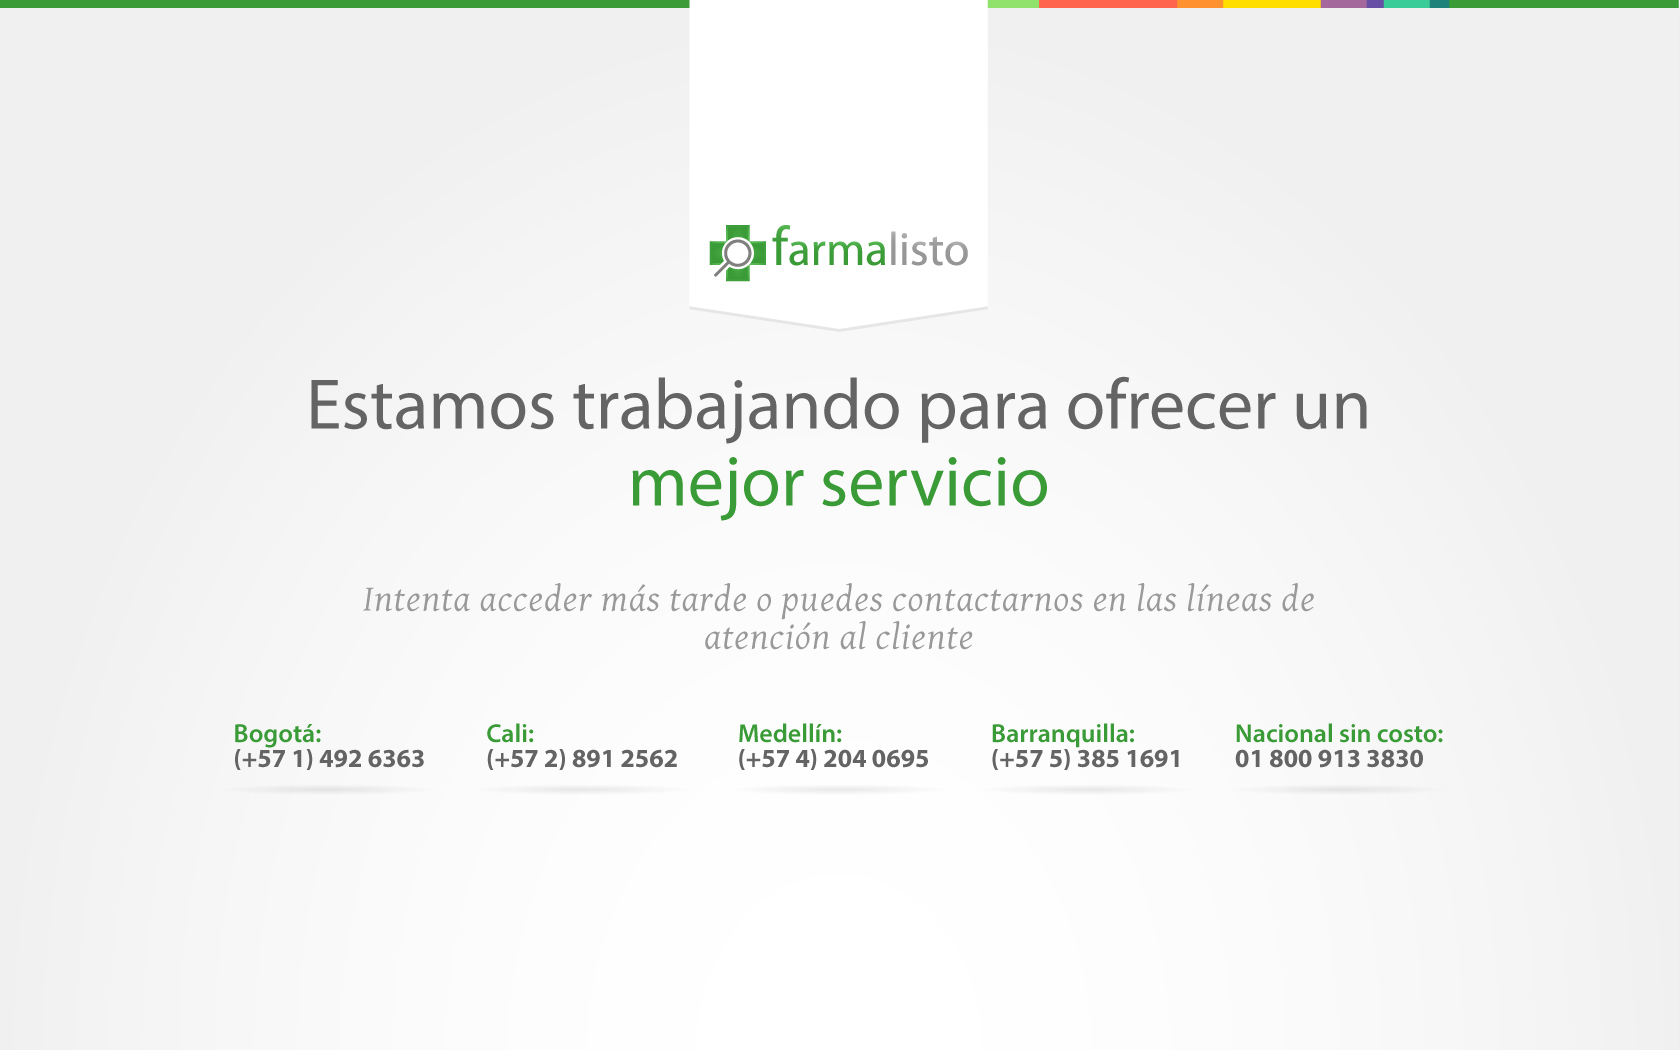 farmalisto
Estamos trabajando para ofrecer un
mejor servicio
Intenta acceder más tarde o puedes contactarnos en las líneas de
atención al cliente
Bogotá:
(+57 1) 492 6363
Cali:
(+57 2) 891 2562
Medellín:
(+57 4) 204 0695
Barranquilla:
(+57 5) 385 1691
Nacional sin costo:
01 800 913 3830